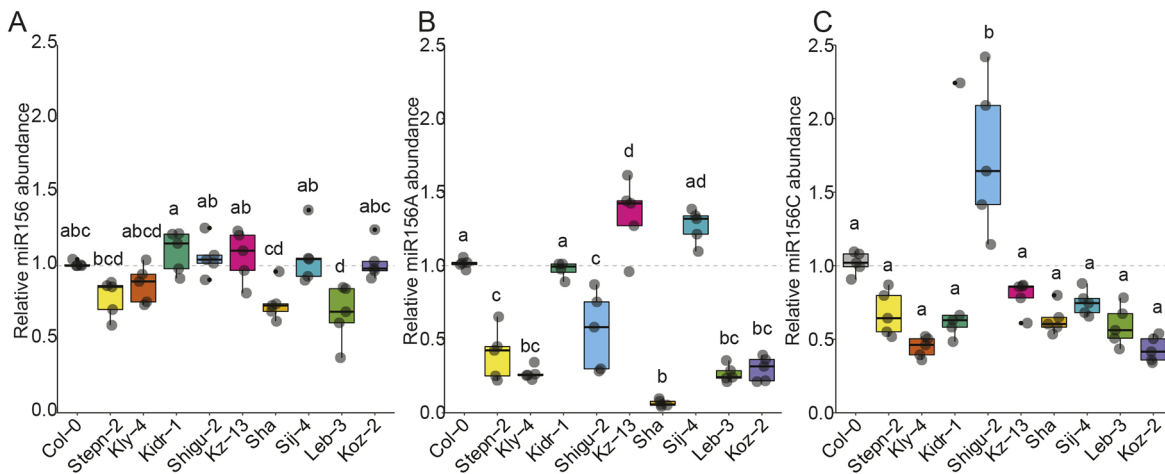 A
Relative miR156 abundance
2.5
2.0
1.5
1.0
0.5
0.0
abc
bcd
abcd
a
ab
ab
cd
ab
d
abc
Col-0
Stepn-2
Kly-4
Kidr-1
Shigu-2
Kz-13
Sha
Sij-4
Leb-3
Koz-2
B
Relative miR156A abundance
2.5
2.0
1.5
1.0
0.5
0.0
a
c
bc
a
c
d
b
ad
bc
bc
Col-0
Stepn-2
Kly-4
Kidr-1
Shigu-2
Kz-13
Sha
Sij-4
Leb-3
Koz-2
C
Relative miR156C abundance
2.5
2.0
1.5
1.0
0.5
0.0
a
a
a
a
b
a
a
a
a
a
Col-0
Stepn-2
Kly-4
Kidr-1
Shigu-2
Kz-13
Sha
Sij-4
Leb-3
Koz-2